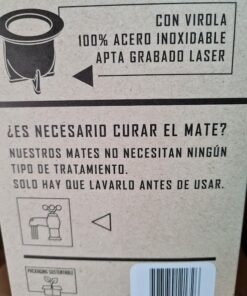 CON VIROLA
100% ACERO INOXIDABLE
APTA GRABADO LASER
¿ES NECESARIO CURAR EL MATE?
NUESTROS MATES NO NECESITAN NINGÚN
TIPO DE TRATAMIENTO.
SOLO HAY QUE LAVARLO ANTES DE USAR.
PACKAGING SUSTENTABLE